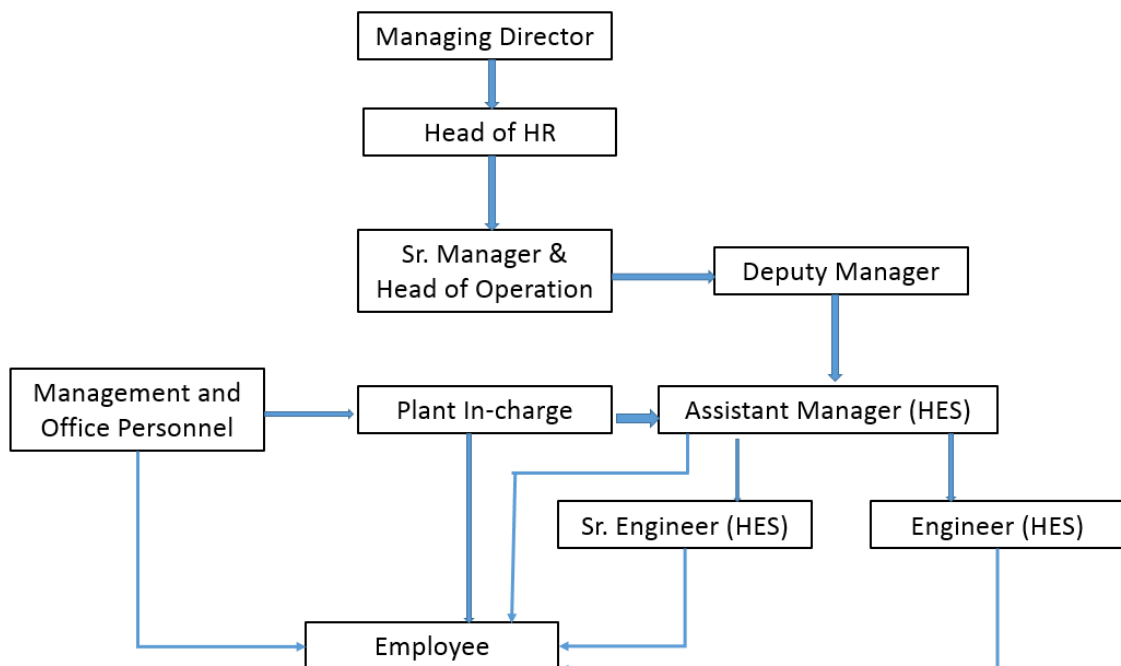 Managing Director
Head of HR
Sr. Manager &
Head of Operation
Deputy Manager
Management and
Office Personnel
Plant In-charge
Assistant Manager (HES)
Sr. Engineer (HES)
Engineer (HES)
Employee